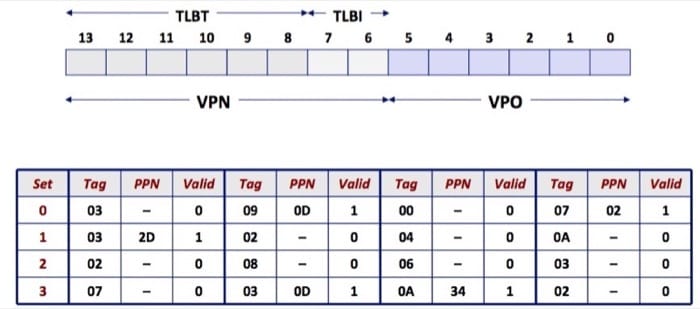 TLBT TLBI
13 12 11 10 9 8 7 6 5 4 3 2 1 0
VPN VPO
Set Tag PPN Valid Tag PPN Valid Tag PPN Valid Tag PPN Valid
0 03 – 0 09 0D 1 00 – 0 07 02 1
1 03 2D 1 02 – 0 04 – 0 0A – 0
2 02 – 0 08 – 0 06 – 0 03 – 0
3 07 – 0 03 0D 1 0A 34 1 02 – 0